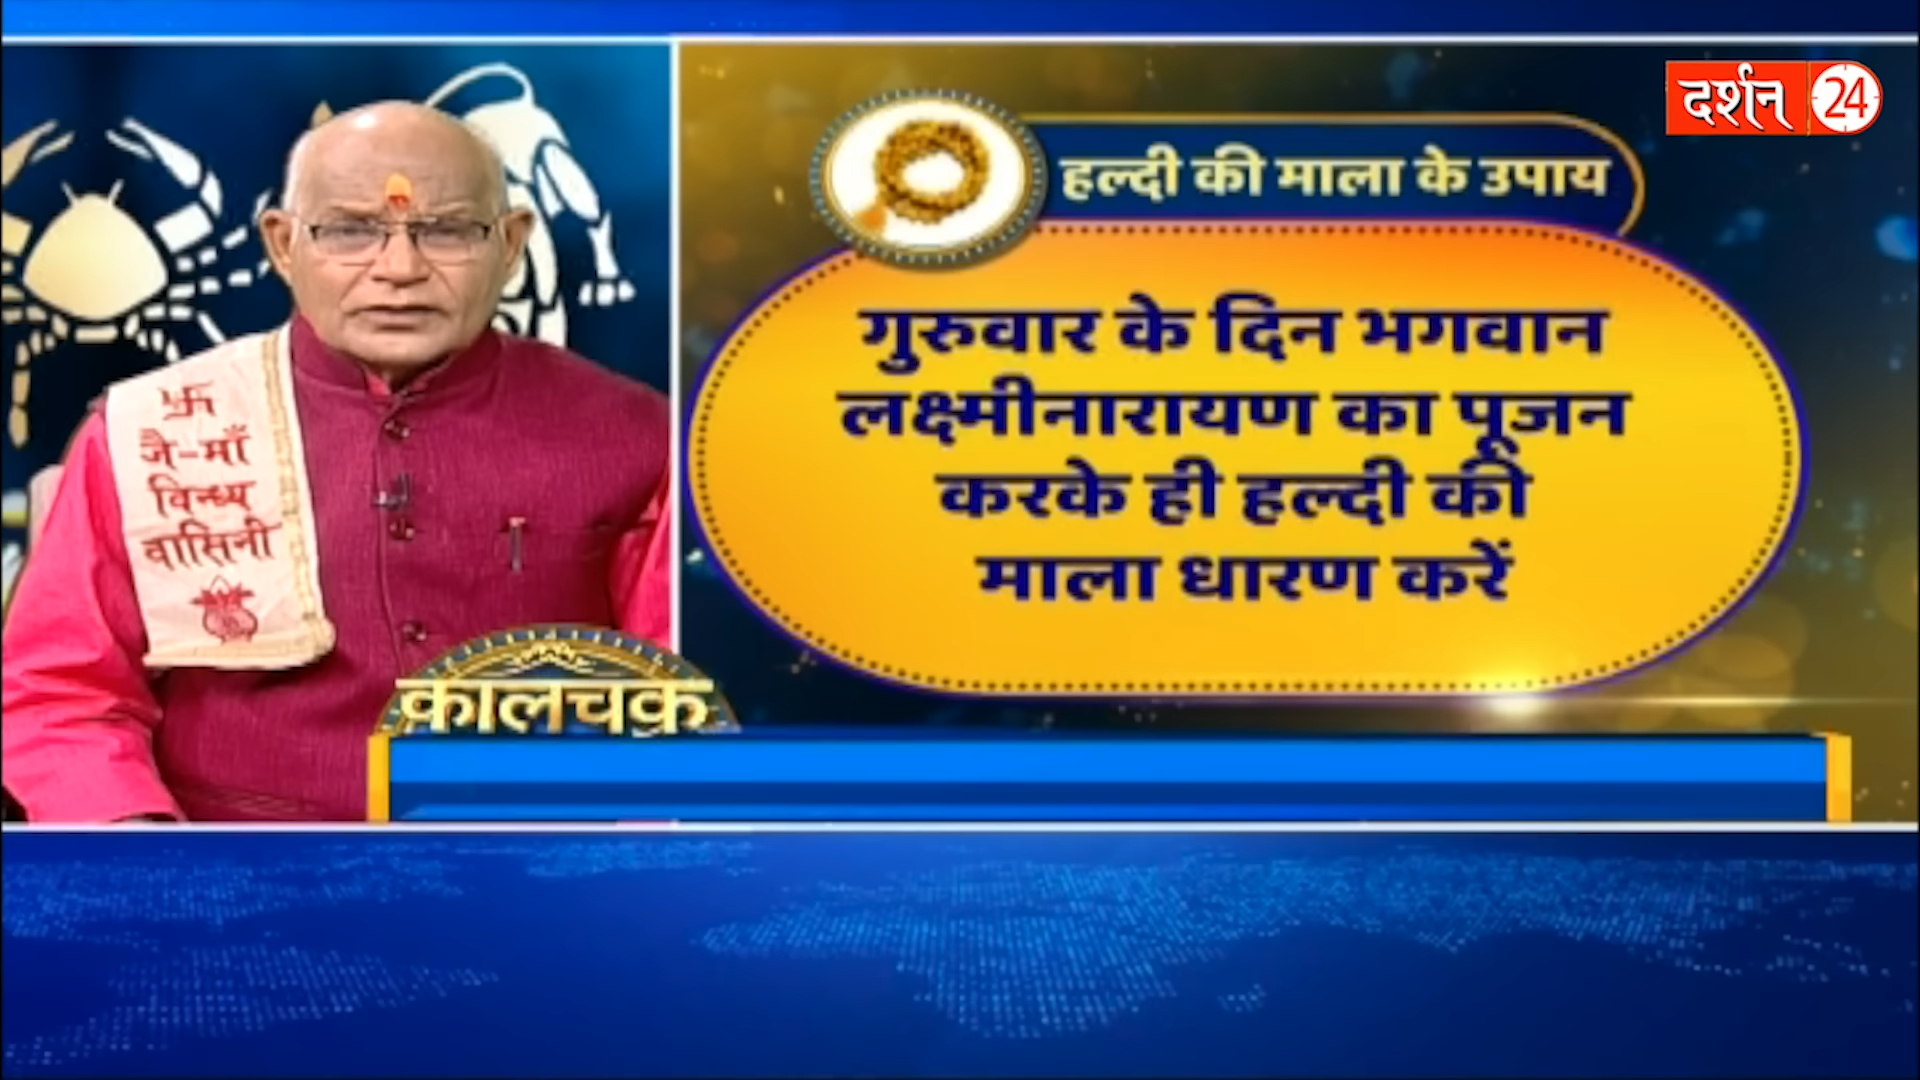 दर्शन 24
हल्दी की माला के उपाय
गुरुवार के दिन भगवान
लक्ष्मीनारायण का पूजन
करके ही हल्दी की
माला धारण करें
जै-माँ
विन्ध्य
वासिनी
कालचक्र